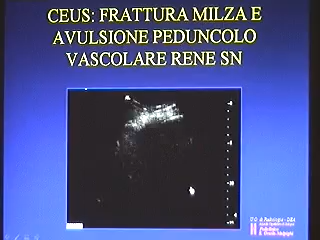 CEUS: FRATTURA MILZA E
AVULSIONE PEDUNCOLO
VASCOLARE RENE SN